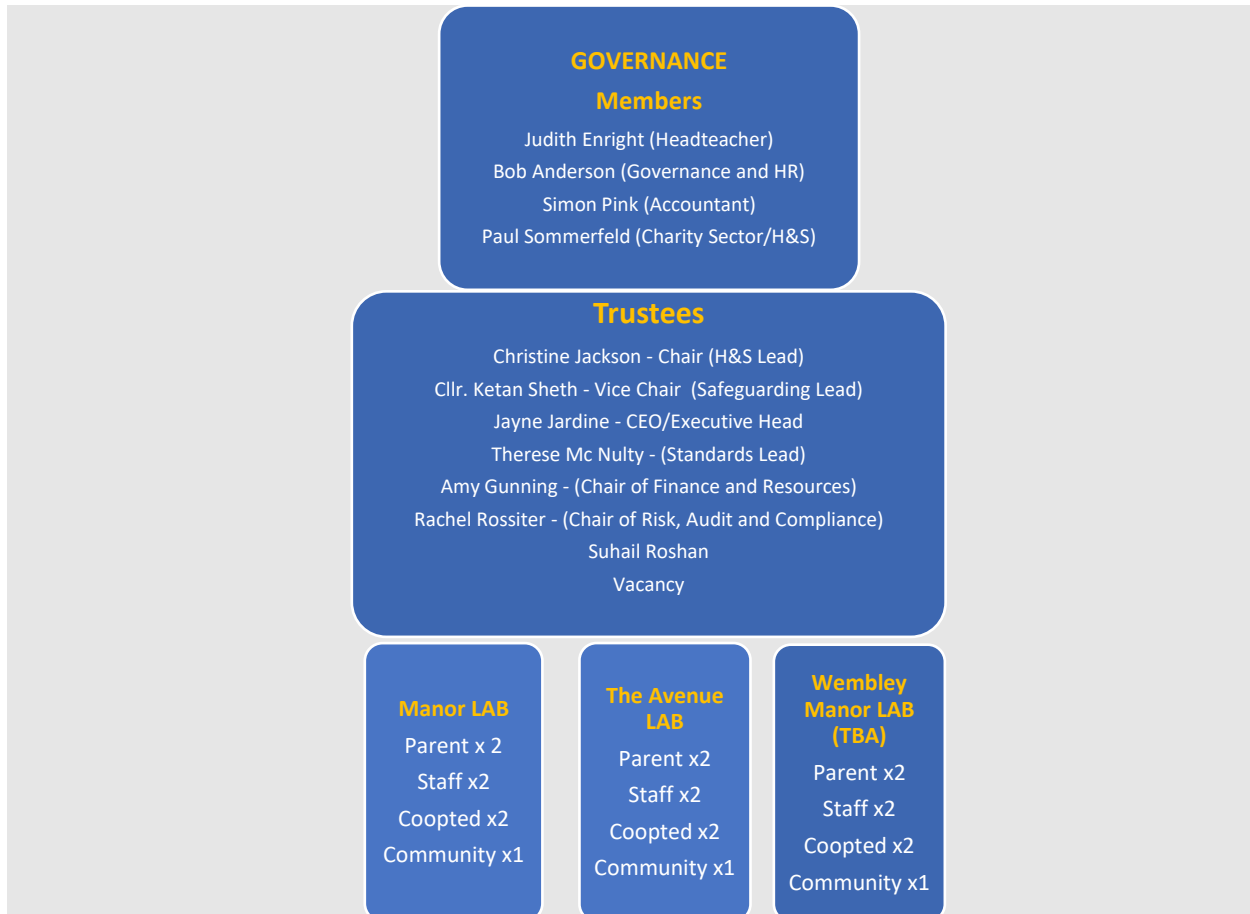 GOVERNANCE
Members
Judith Enright (Headteacher)
Bob Anderson (Governance and HR)
Simon Pink (Accountant)
Paul Sommerfeld (Charity Sector/H&S)
Trustees
Christine Jackson - Chair (H&S Lead)
Cllr. Ketan Sheth - Vice Chair  (Safeguarding Lead)
Jayne Jardine - CEO/Executive Head
Therese Mc Nulty - (Standards Lead)
Amy Gunning - (Chair of Finance and Resources)
Rachel Rossiter - (Chair of Risk, Audit and Compliance)
Suhail Roshan
Vacancy
Manor LAB
Parent x 2
Staff x2
Coopted x2
Community x1
The Avenue
LAB
Parent x2
Staff x2
Coopted x2
Community x1
Wembley
Manor LAB
(TBA)
Parent x2
Staff x2
Coopted x2
Community x1